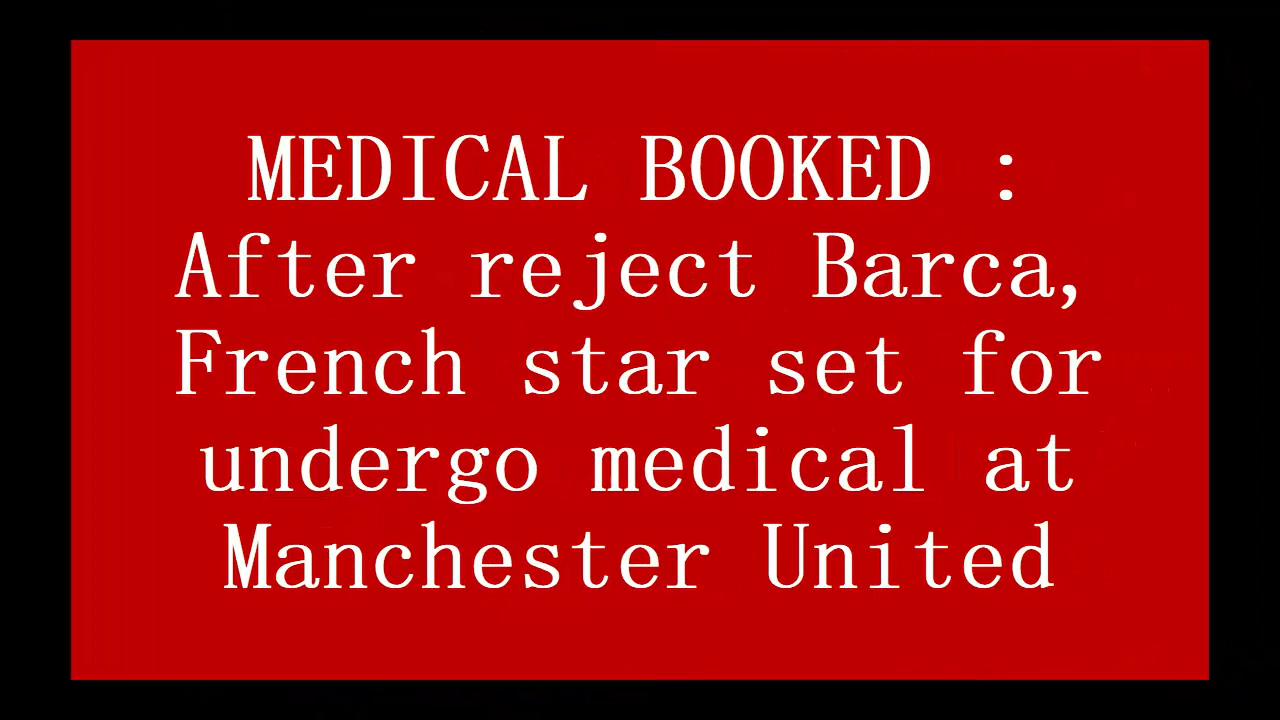 MEDICAL BOOKED :
After reject Barca,
French star set for
undergo medical at
Manchester United